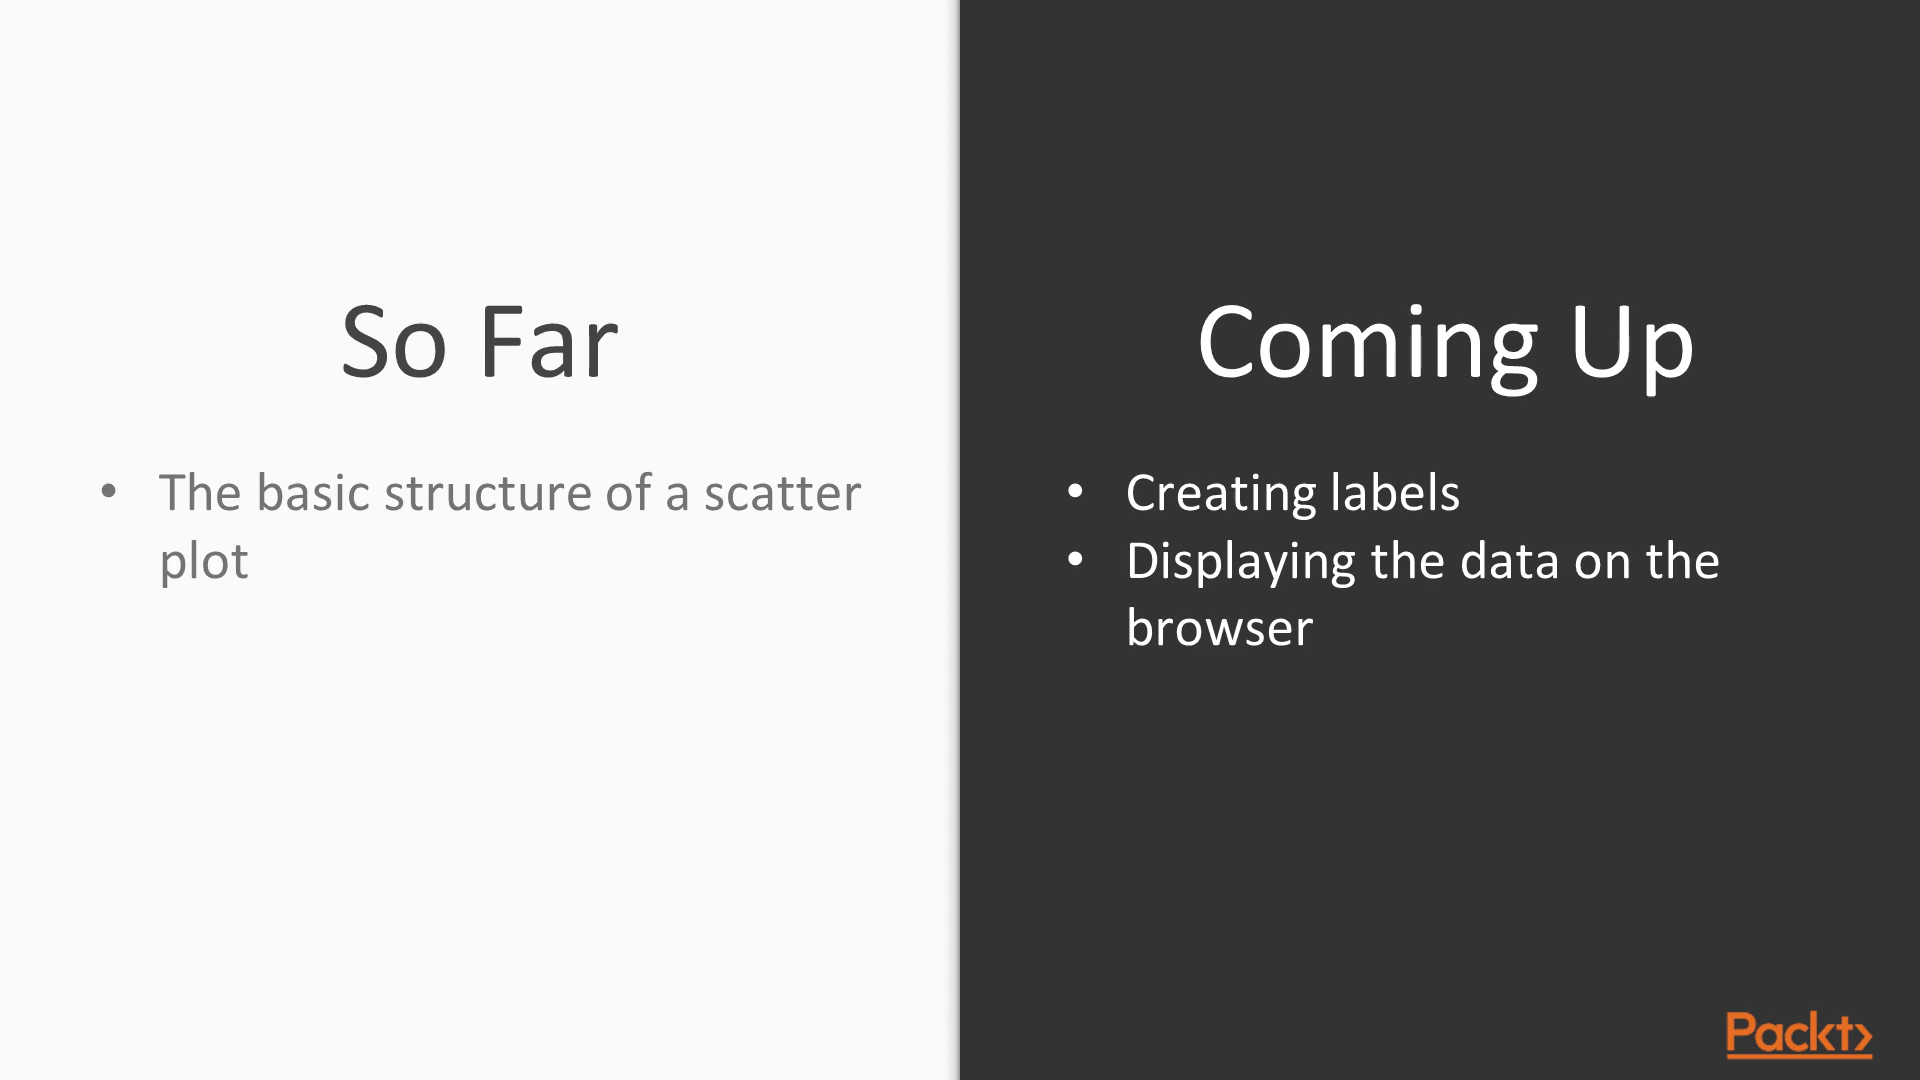 So Far
• The basic structure of a scatter
plot
Coming Up
• Creating labels
• Displaying the data on the
browser
Packt>